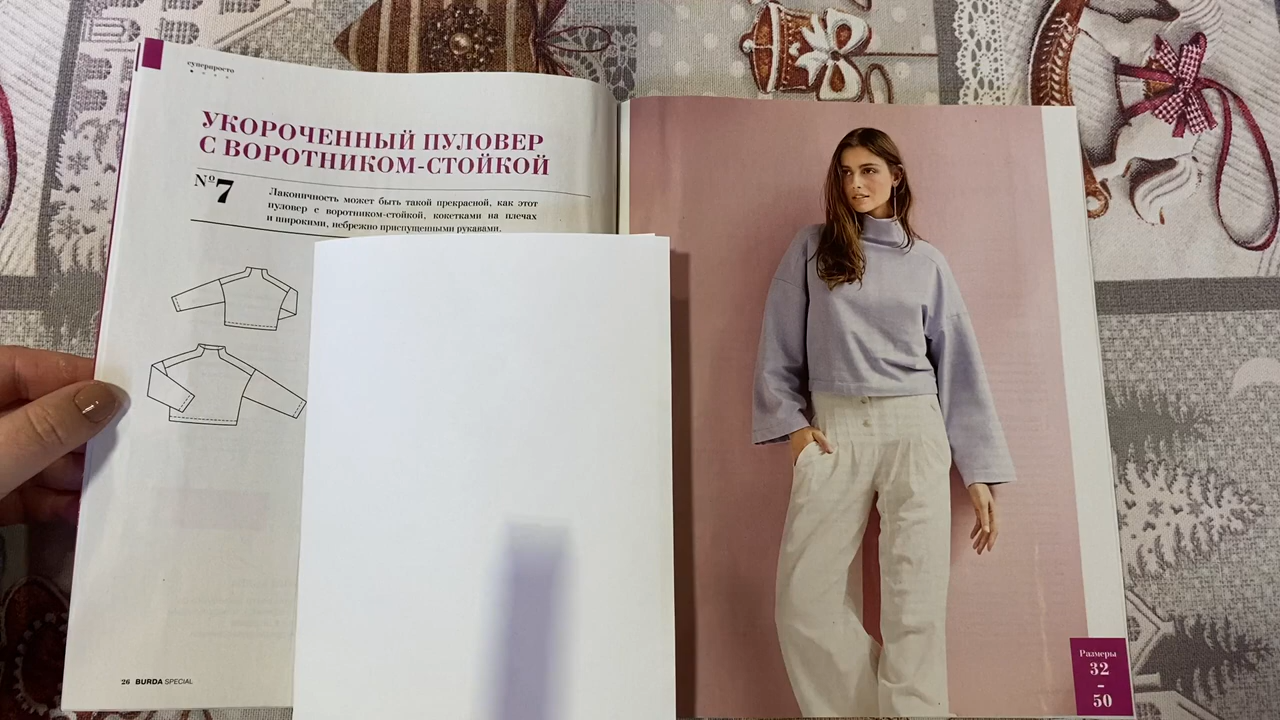 суперпросто
УКОРОЧЕННЫЙ ПУЛОВЕР
С ВОРОТНИКОМ-СТОЙКОЙ
№7
Лаконичность может быть такой прекрасной, как этот
пуловер с воротником-стойкой, кокетками на плечах
и широкими, небрежно приспущенными рукавами.
26 BURDA SPECIAL
Размеры
32
-
50